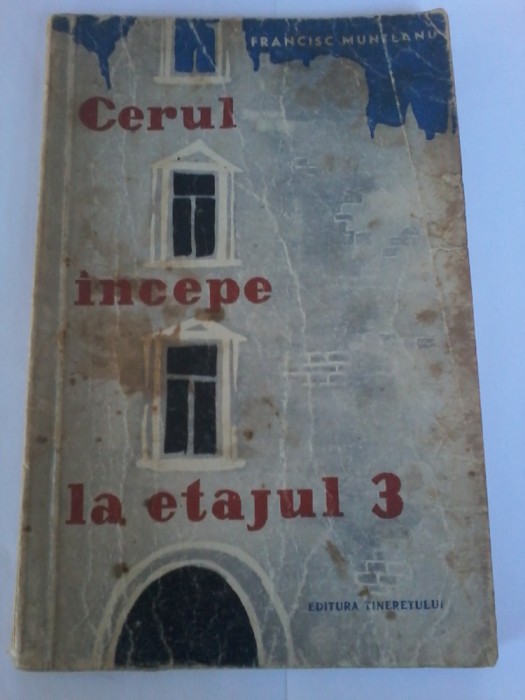 FRANCISC MUNTEANU
Cerul
începe
la etajul 3
EDITURA TINERETULUI